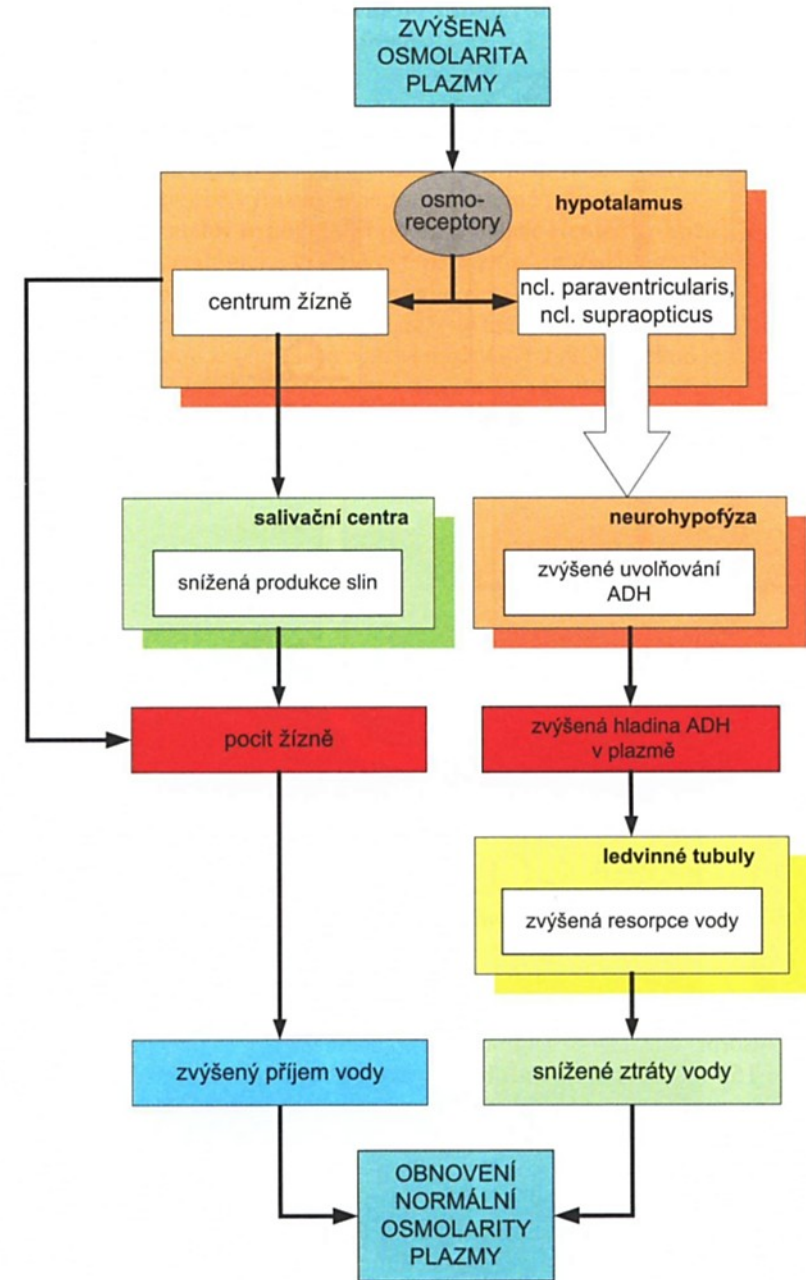 ZVÝŠENÁ
OSMOLARITA
PLAZMY
osmo-
receptory
hypotalamus
centrum žízně
ncl. paraventricularis,
ncl. supraopticus
salivační centra
snížená produkce slin
neurohypofýza
zvýšené uvolňování
ADH
pocit žízně
zvýšená hladina ADH
v plazmě
ledvinné tubuly
zvýšená resorpce vody
zvýšený příjem vody
snížené ztráty vody
OBNOVENÍ
NORMÁLNÍ
OSMOLARITY
PLAZMY